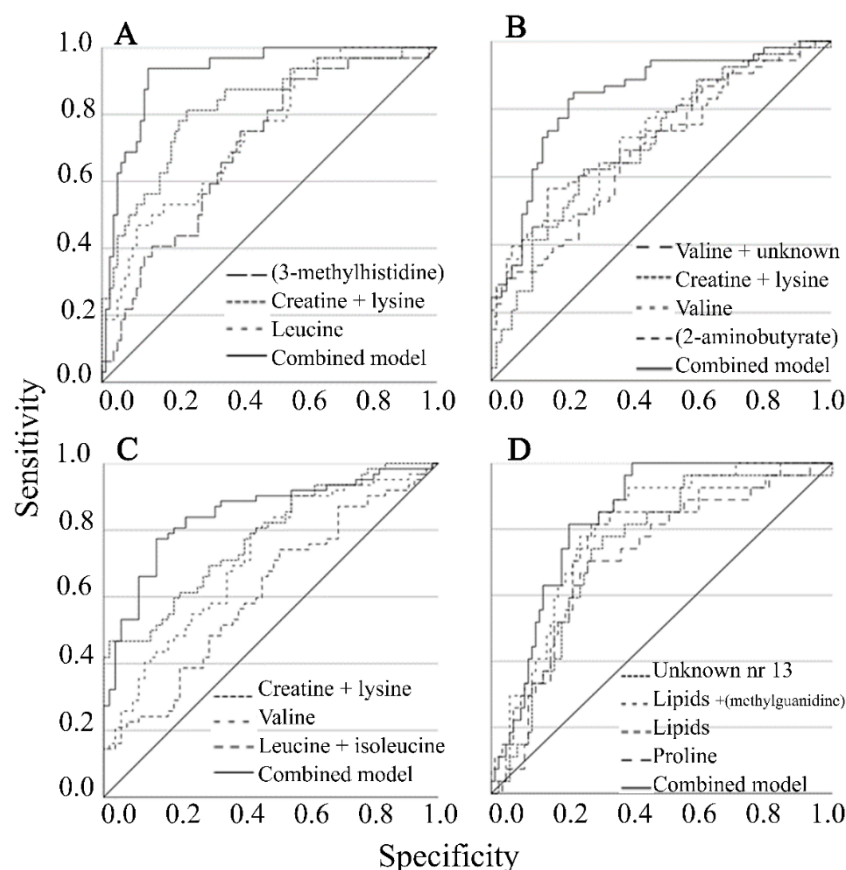 A
1.0
0.8
0.6
0.4
0.2
0.0
(3-methylhistidine)
Creatine + lysine
Leucine
Combined model
0.0 0.2 0.4 0.6 0.8 1.0
B
Valine + unknown
Creatine + lysine
Valine
(2-aminobutyrate)
Combined model
0.0 0.2 0.4 0.6 0.8 1.0
Sensitivity
C
1.0
0.8
0.6
0.4
0.2
0.0
Creatine + lysine
Valine
Leucine + isoleucine
Combined model
0.0 0.2 0.4 0.6 0.8 1.0
D
Unknown nr 13
Lipids +(methylguanidine)
Lipids
Proline
Combined model
0.0 0.2 0.4 0.6 0.8 1.0
Specificity